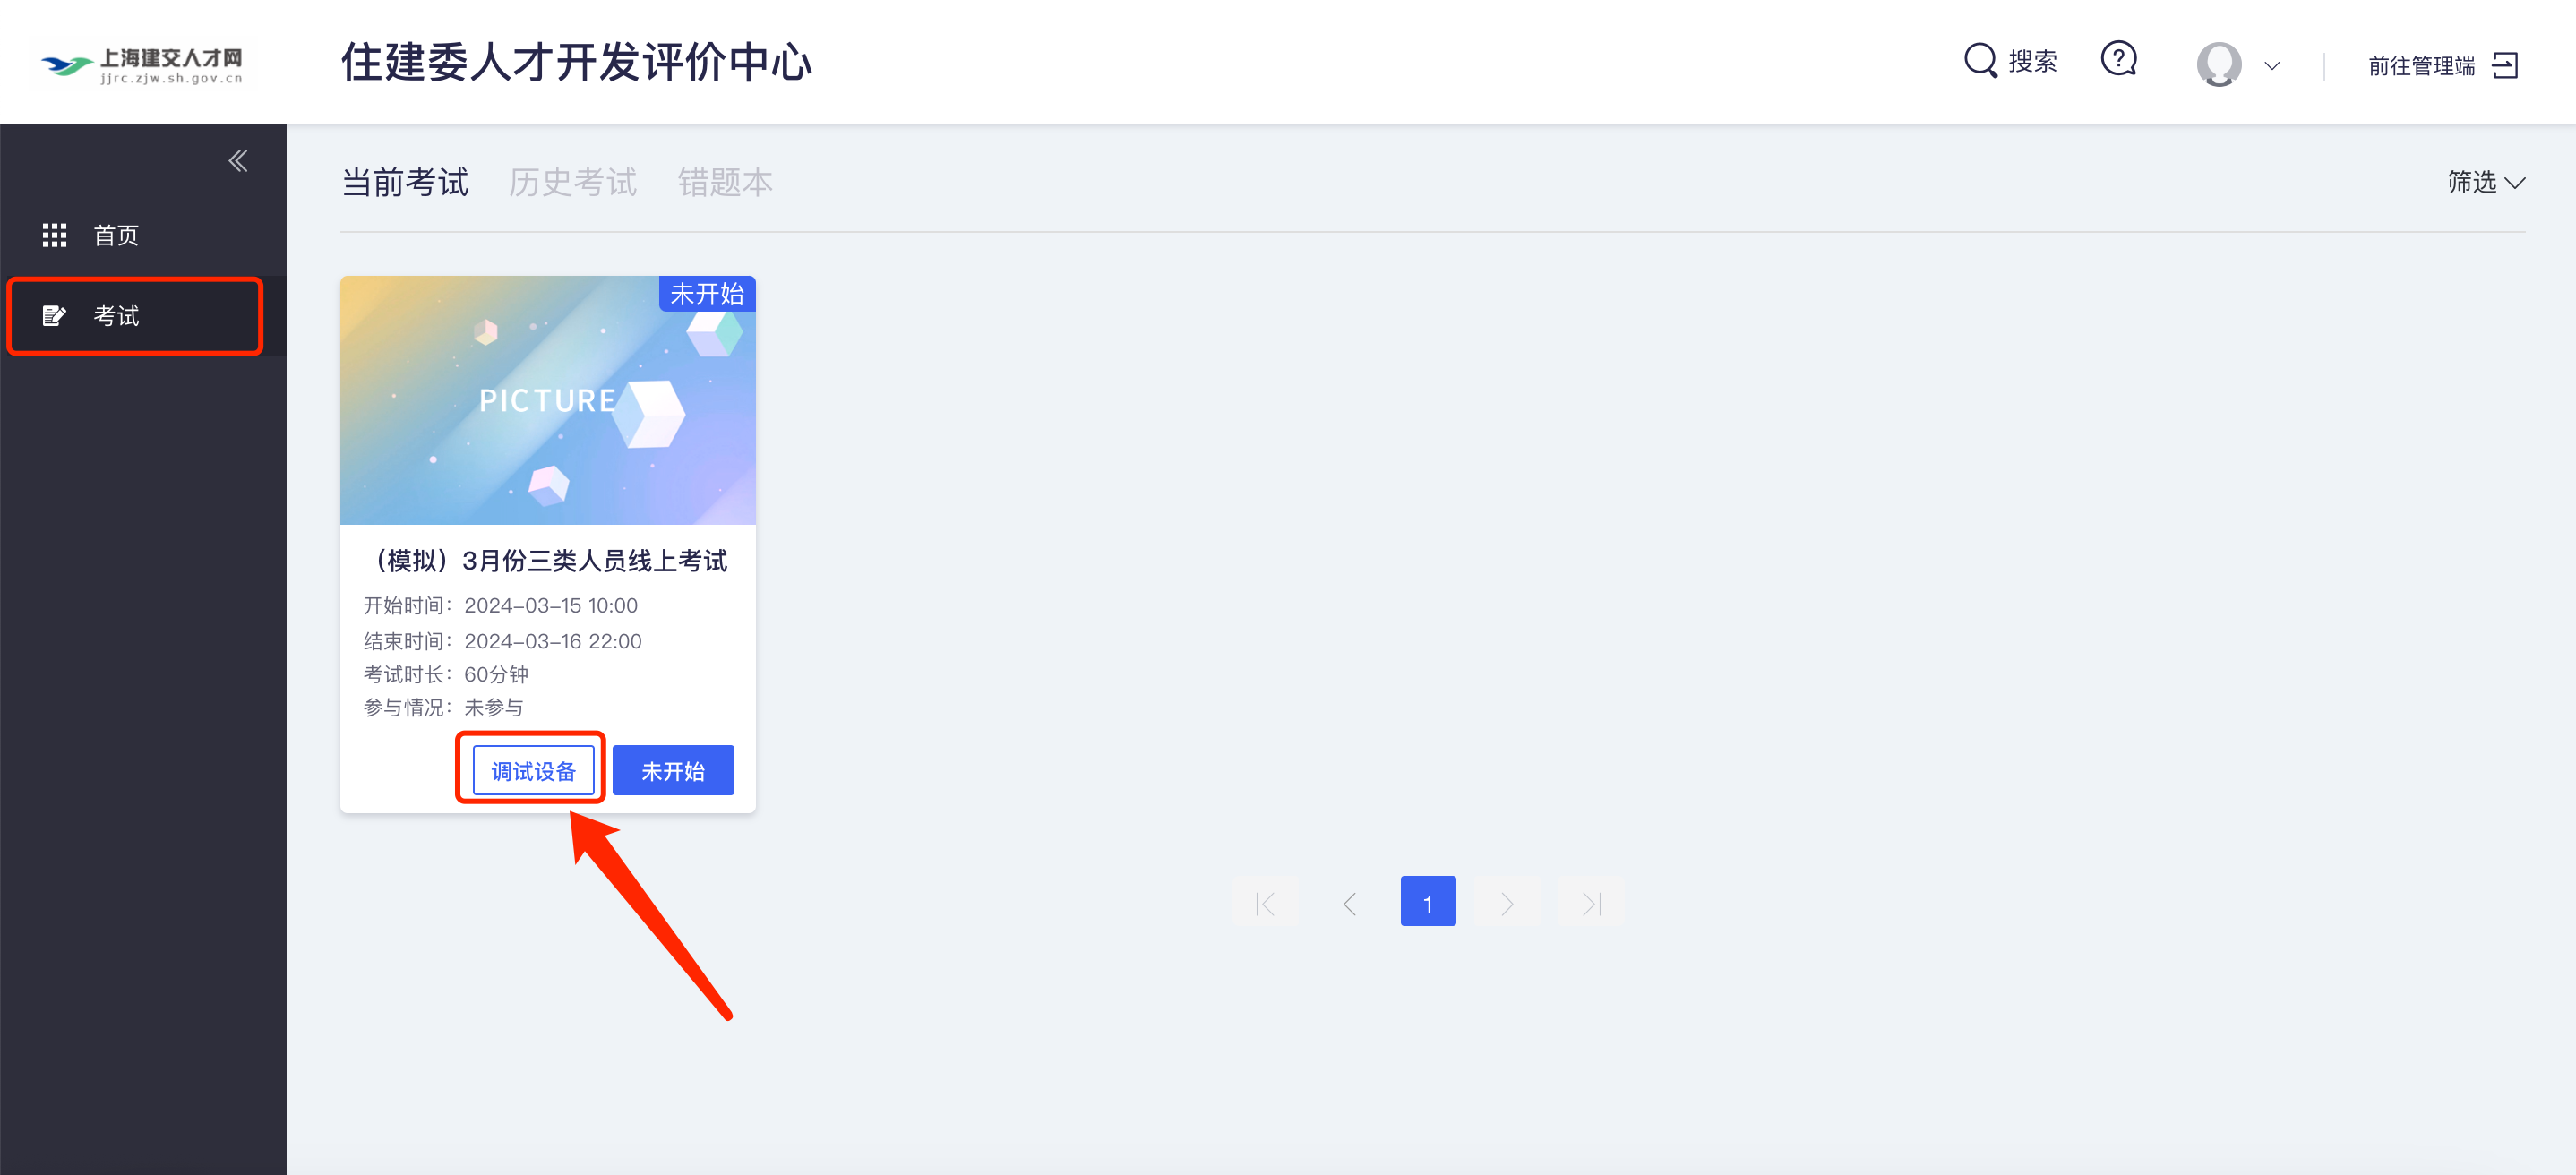 上海建交人才网
jjrc.zjw.sh.gov.cn
住建委人才开发评价中心
搜索
前往管理端
首页
考试
当前考试 历史考试 错题本
筛选
未开始
PICTURE
（模拟）3月份三类人员线上考试
开始时间：2024-03-15 10:00
结束时间：2024-03-16 22:00
考试时长：60分钟
参与情况：未参与
调试设备 未开始
1